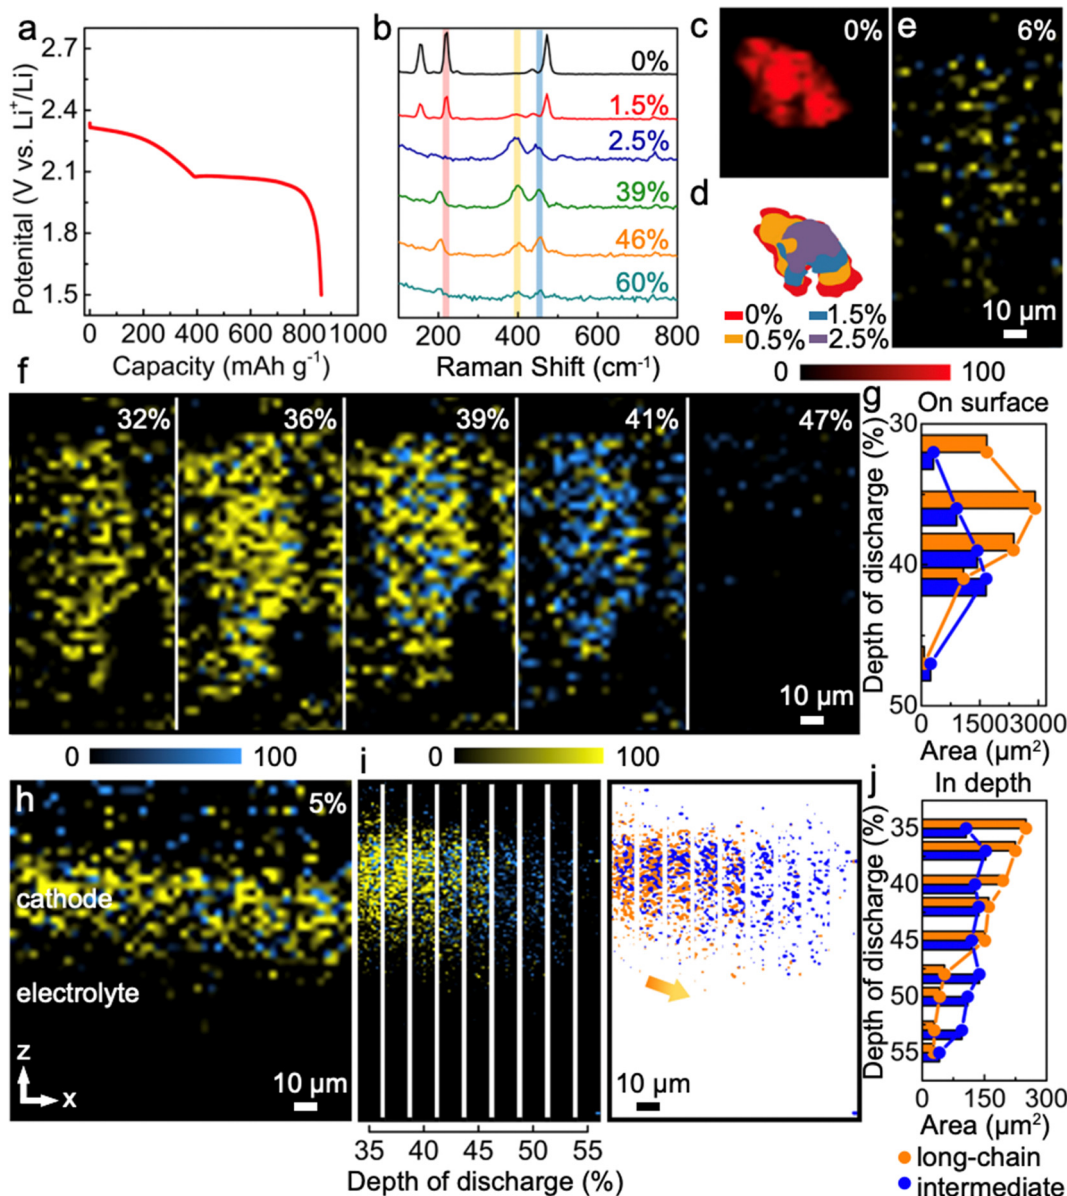 a
2.7
2.4
2.1
1.8
1.5
Potenital (V vs. Li⁺/Li)
0 200 400 600 800 1000
Capacity (mAh g⁻¹)
b
0%
1.5%
2.5%
39%
46%
60%
200 400 600 800
Raman Shift (cm⁻¹)
c
0%
d
0% 1.5%
0.5% 2.5%
e
6%
10 µm
0 100
f
32% 36% 39% 41% 47%
10 µm
g
On surface
30
40
50
Depth of discharge (%)
0 1500 3000
Area (µm²)
0 100
0 100
h
5%
cathode
electrolyte
z
x
10 µm
i
10 µm
35 40 45 50 55
Depth of discharge (%)
j
In depth
35
40
45
50
55
Depth of discharge (%)
0 150 300
Area (µm²)
long-chain
intermediate